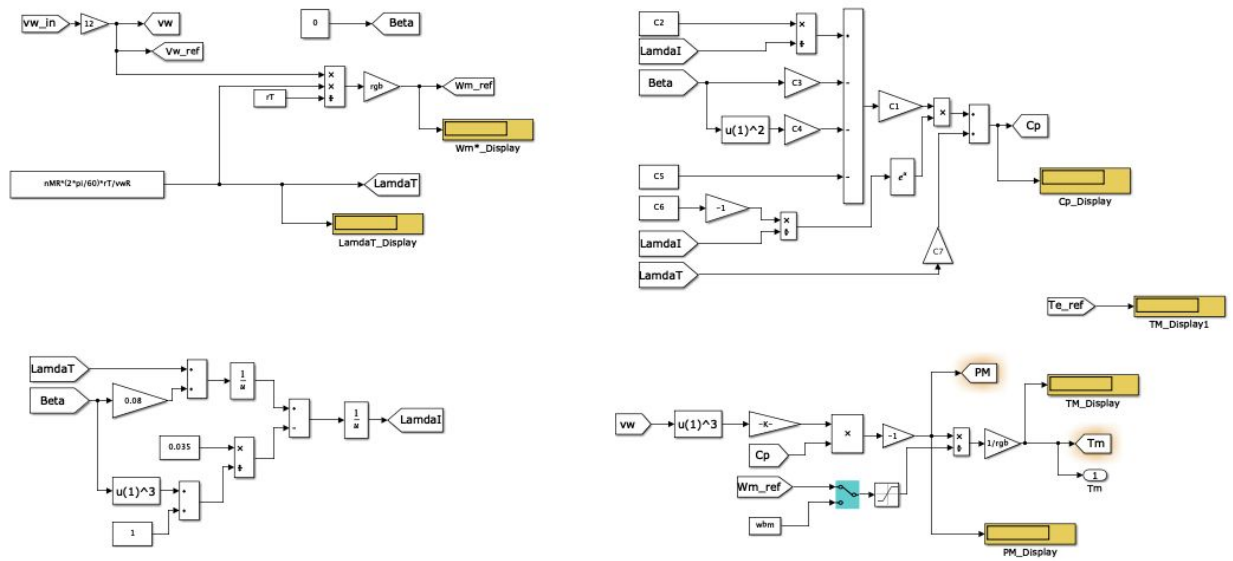 vw_in
12
vw
Vw_ref
0
Beta
rT
×
×
÷
rgb
Wm_ref
Wm*_Display
nMR*(2*pi/60)*rT/vwR
LamdaT
LamdaT_Display
C2
LamdaI
×
÷
Beta
C3
u(1)^2
C4
C5
C6
-1
LamdaI
×
÷
LamdaT
+
-
-
-
C1
e^u
×
C7
+
+
Cp
Cp_Display
Te_ref
TM_Display1
LamdaT
Beta
0.08
+
+
1/u
0.035
×
÷
u(1)^3
1
+
+
+
-
1/u
LamdaI
vw
u(1)^3
-K-
Cp
×
-1
Wm_ref
wbm
×
÷
1/rgb
PM
TM_Display
Tm
1
Tm
PM_Display